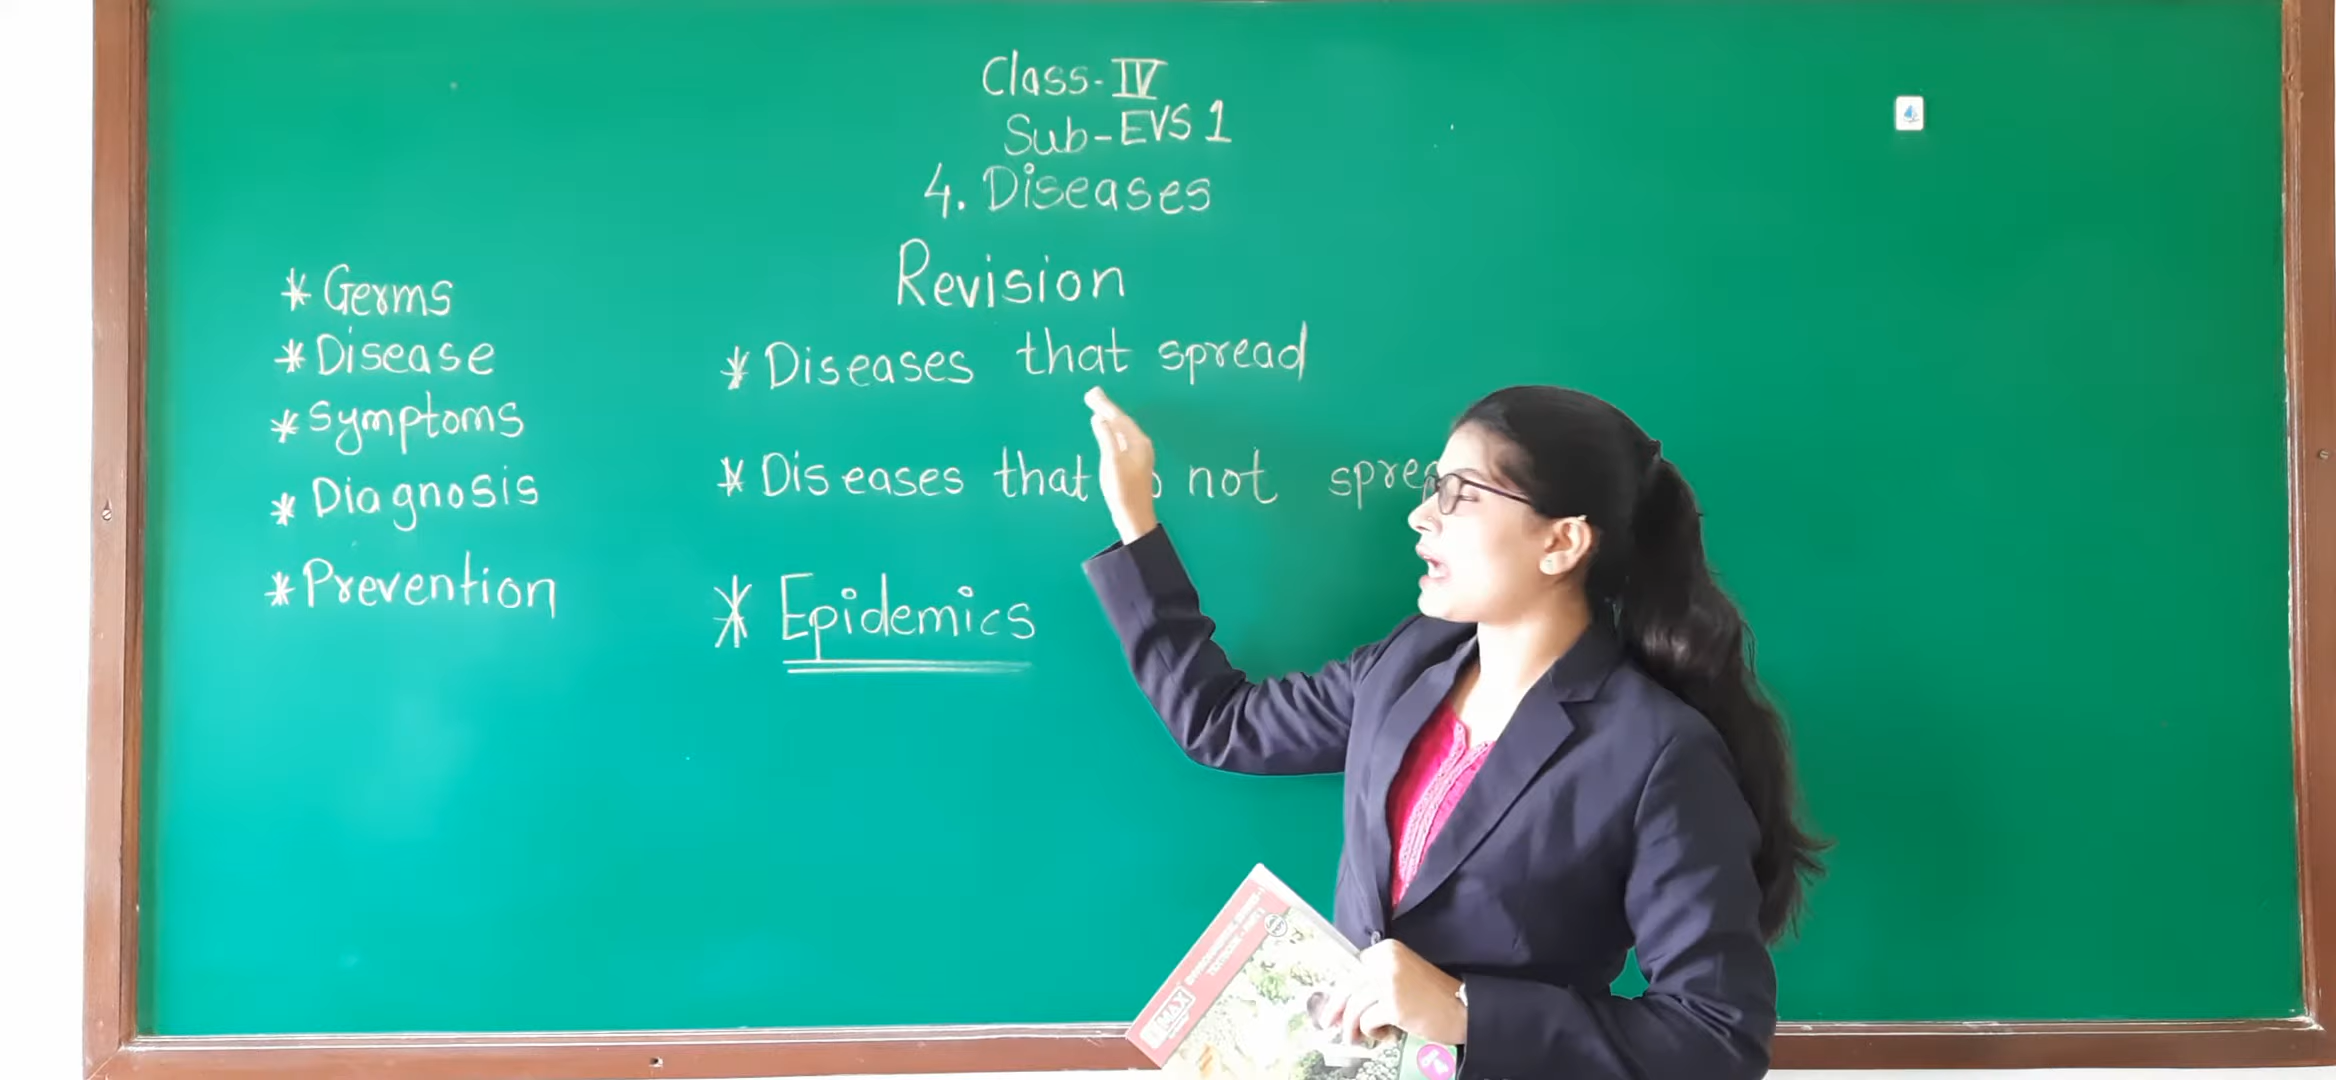 Class-IV
Sub-EVS 1
4. Diseases
Revision
* Germs
* Disease
* Symptoms
* Diagnosis
* Prevention
* Diseases that spread
* Diseases that not
* Epidemics